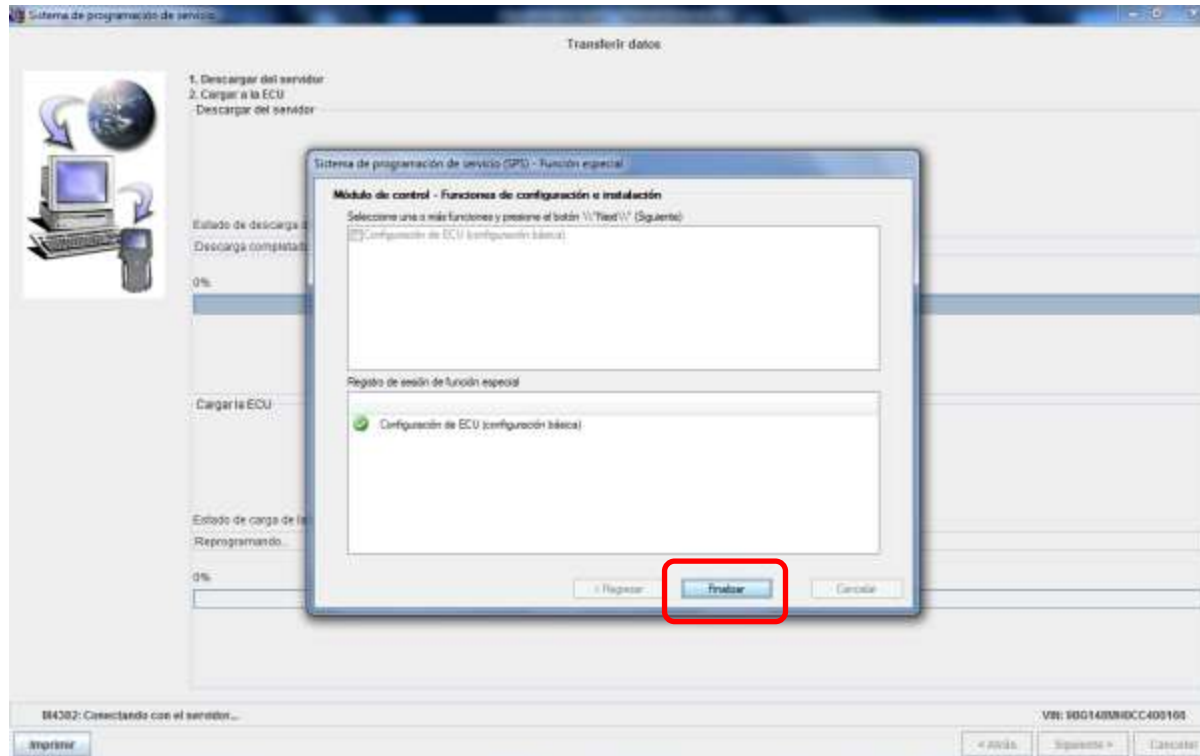 Sistema de programación de servicio
Transferir datos
1. Descargar del servidor
2. Cargar a la ECU
Descargar del servidor
Sistema de programación de servicio (SPS) - Función especial
Módulo de control - Funciones de configuración e instalación
Seleccione una o más funciones y presione el botón \\"Next\\" (Siguiente)
Configuración de ECU (configuración básica)
Estado de descarga d
Descarga completad
0%
Registro de sesión de función especial
Cargar la ECU
Configuración de ECU (configuración básica)
Estado de carga de la
Reprogramando...
0%
< Regresar
Finalizar
Cancelar
Conectando con el servidor...
VIN:
Imprimir
< Atrás
Siguiente >
Cancelar